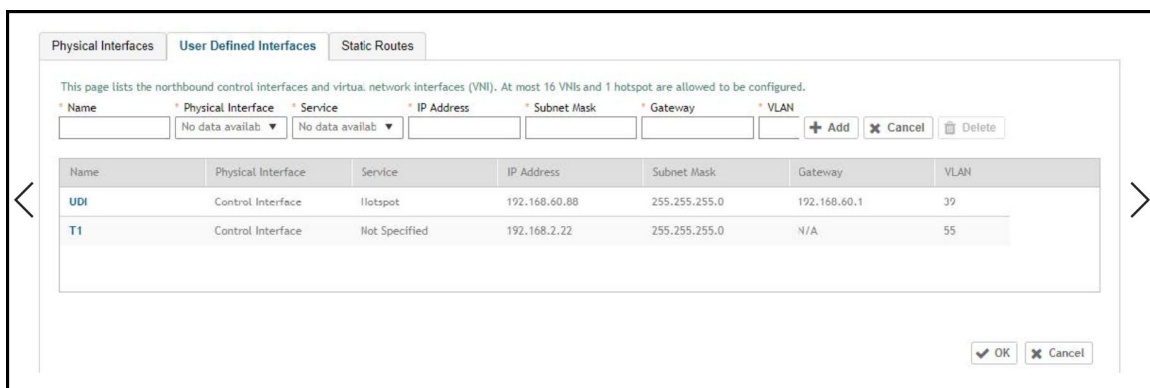 Physical Interfaces User Defined Interfaces Static Routes
This page lists the northbound control interfaces and virtual network interfaces (VNI). At most 16 VNIs and 1 hotspot are allowed to be configured.
* Name * Physical Interface * Service * IP Address * Subnet Mask * Gateway * VLAN
No data availab ▼ No data availab ▼ + Add x Cancel Delete
Name Physical Interface Service IP Address Subnet Mask Gateway VLAN
UDI Control Interface Hotspot 192.168.60.88 255.255.255.0 192.168.60.1 39
T1 Control Interface Not Specified 192.168.2.22 255.255.255.0 N/A 55
OK x Cancel